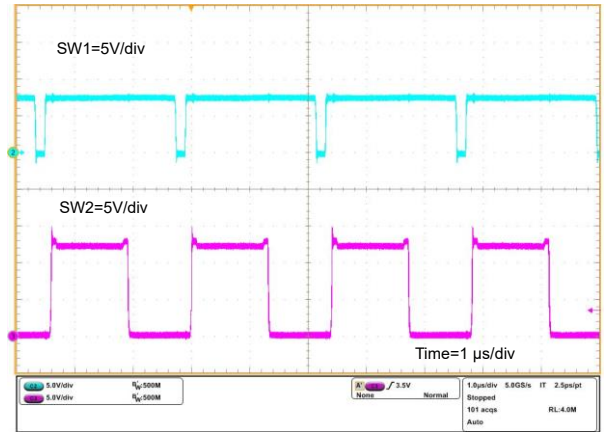 SW1=5V/div
2
SW2=5V/div
Time=1 μs/div
5.0V/div 500M
5.0V/div 500M
A' 3.5V
None Normal
1.0μs/div 5.0GS/s IT 2.5ps/pt
Stopped
101 acqs RL:4.0M
Auto